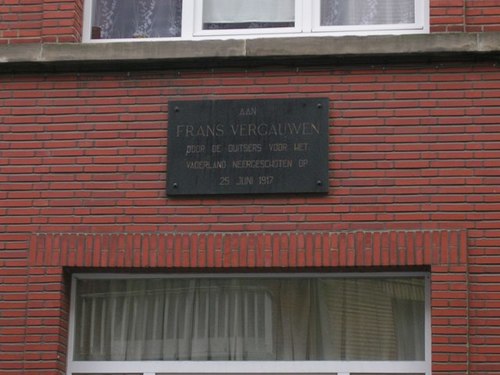 AAN
FRANS VERGAUWEN
DOOR DE DUITSERS VOOR HET
VADERLAND NEERGESCHOTEN OP
25 JUNI 1917